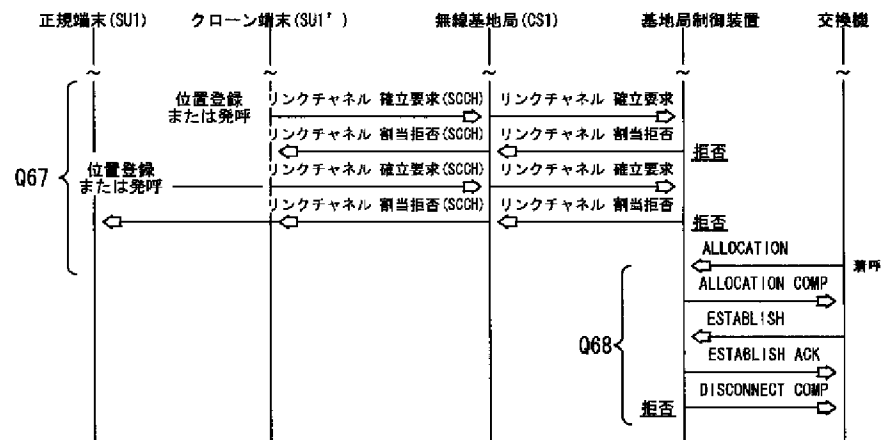 正規端末(SU1) クローン端末(SU1') 無線基地局(CS1) 基地局制御装置 交換機
~ ~ ~ ~ ~
位置登録
または発呼
リンクチャネル 確立要求(SCCH) リンクチャネル 確立要求
リンクチャネル 割当拒否(SCCH) リンクチャネル 割当拒否
拒否
Q67
位置登録
または発呼
リンクチャネル 確立要求(SCCH) リンクチャネル 確立要求
リンクチャネル 割当拒否(SCCH) リンクチャネル 割当拒否
拒否
ALLOCATION
着呼
ALLOCATION COMP
ESTABLISH
Q68
ESTABLISH ACK
DISCONNECT COMP
拒否